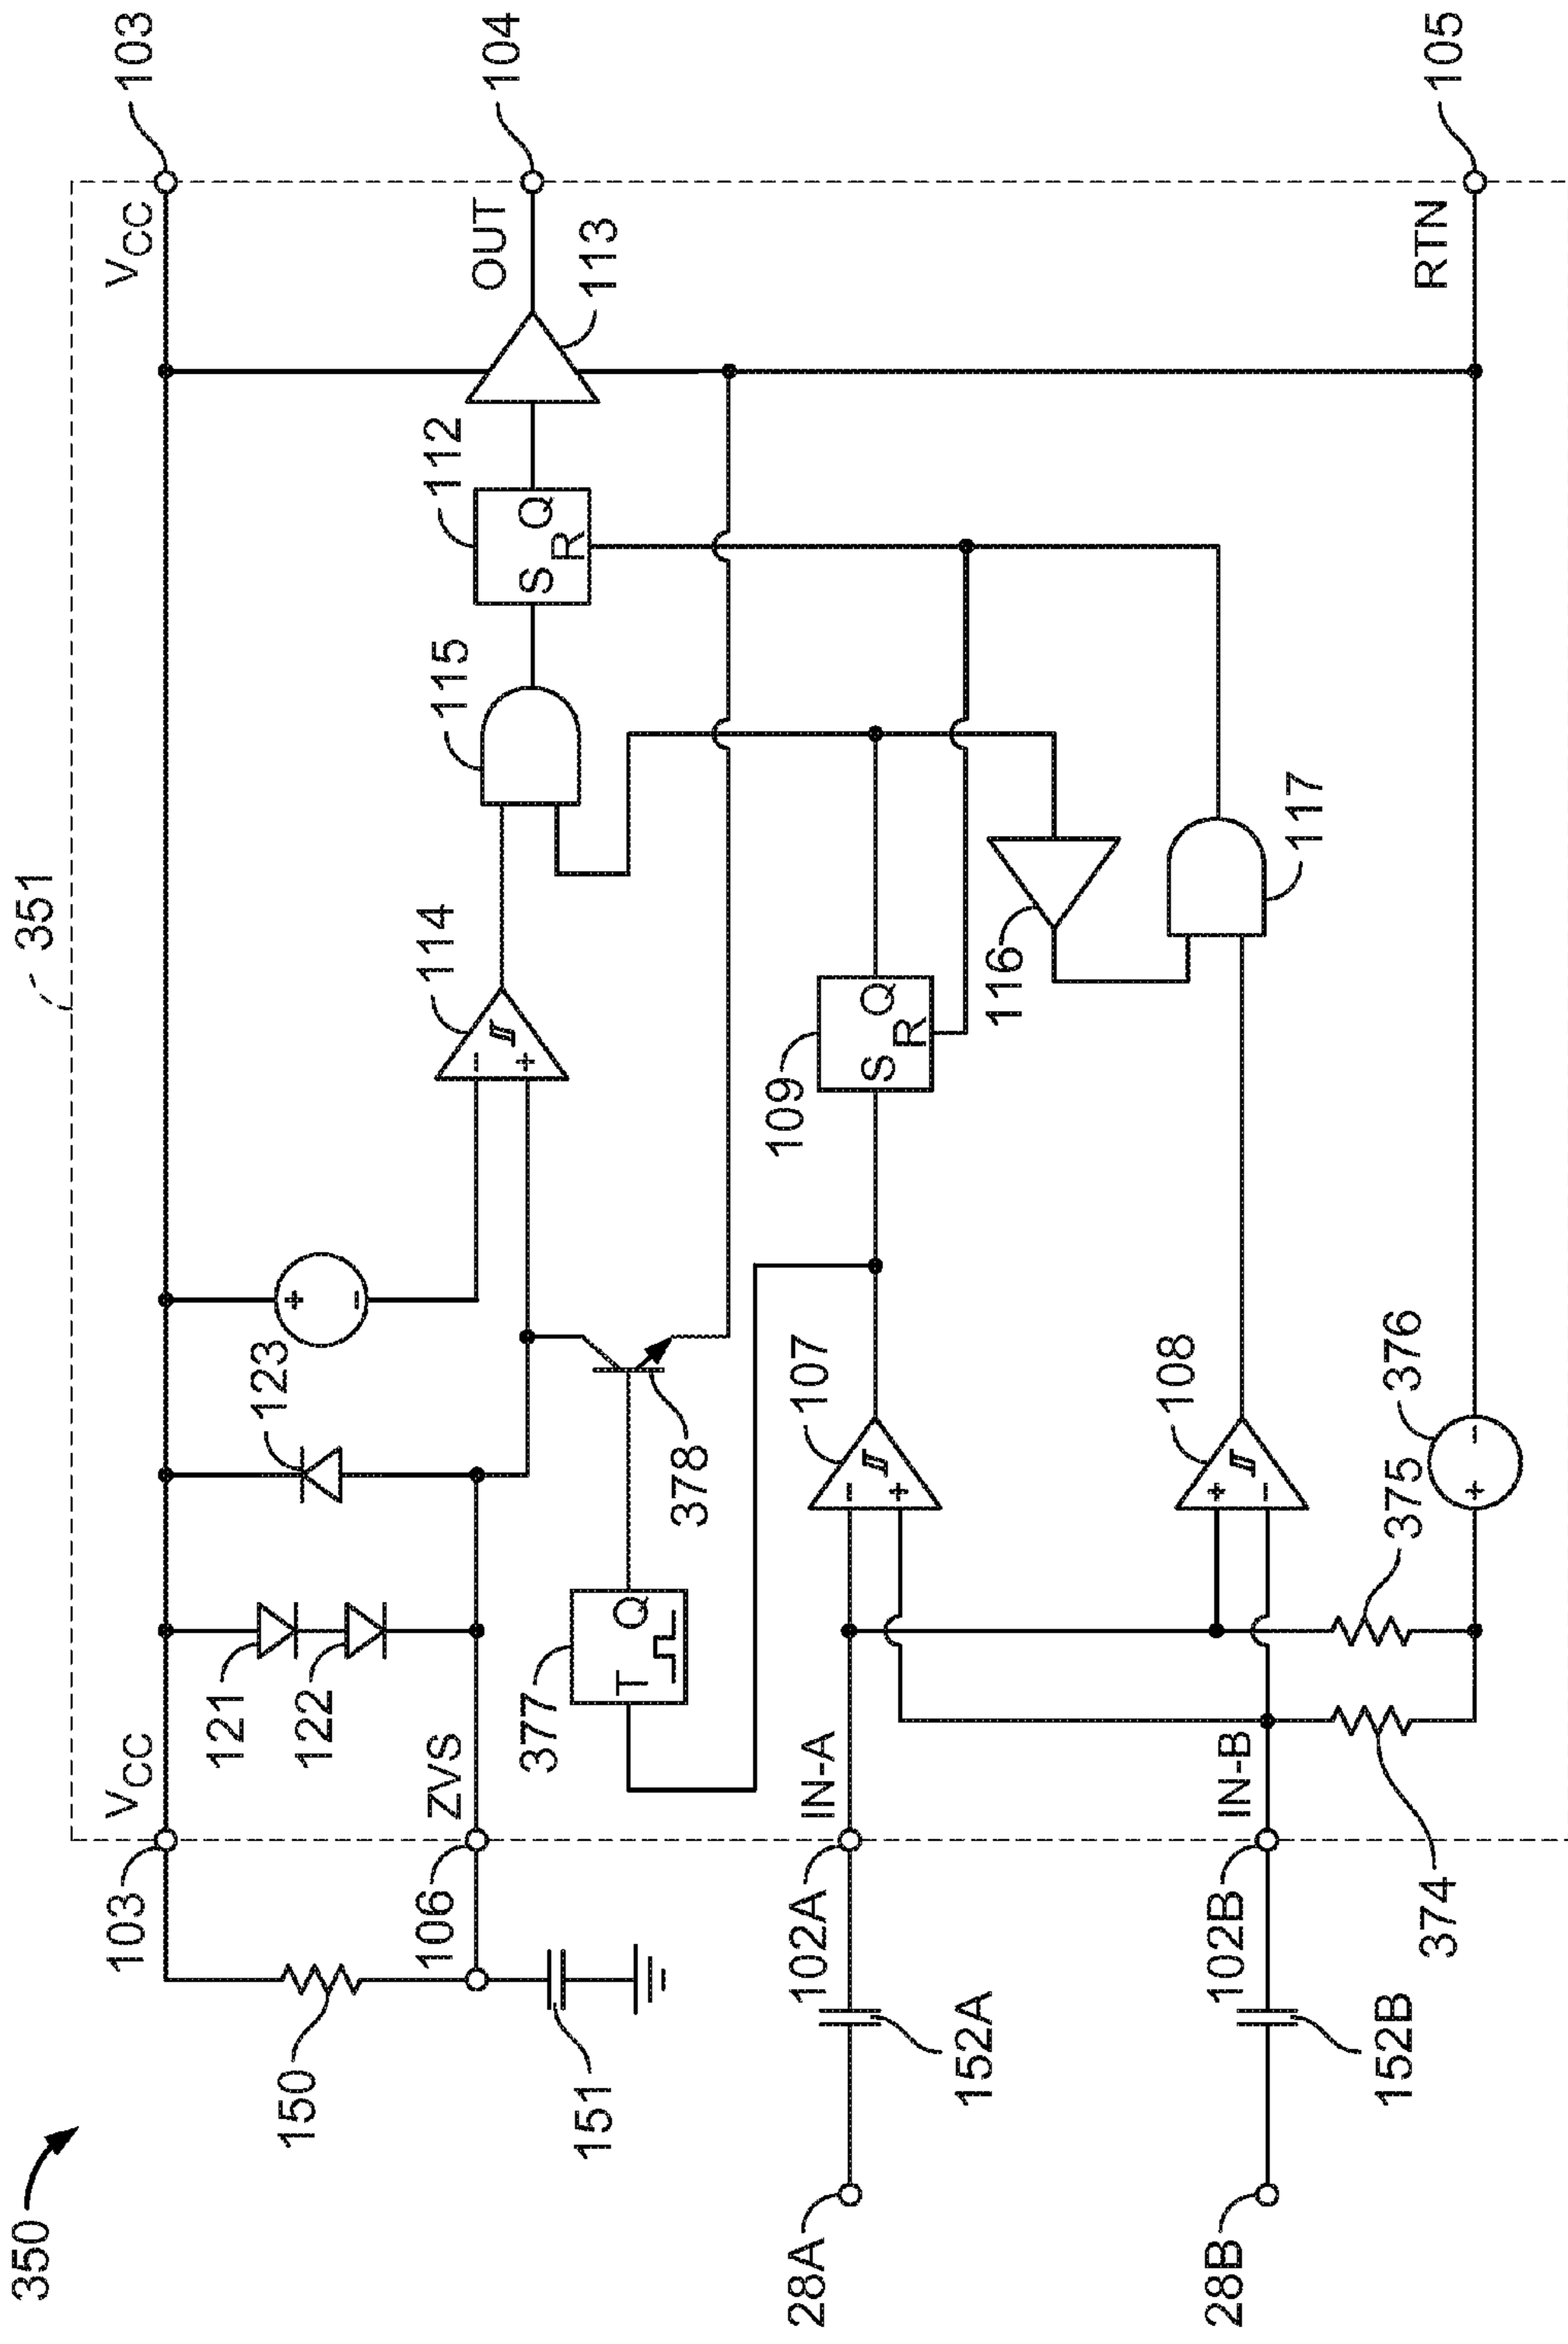 350
351
103
VCC
VCC
103
150
151
106
ZVS
121
122
123
+
-
114
-
+
115
112
S
Q
R
113
OUT
104
377
T
Q
378
28A
152A
102A
IN-A
107
-
+
109
S
Q
R
116
28B
152B
102B
IN-B
108
+
-
117
374
375
376
+
-
RTN
105